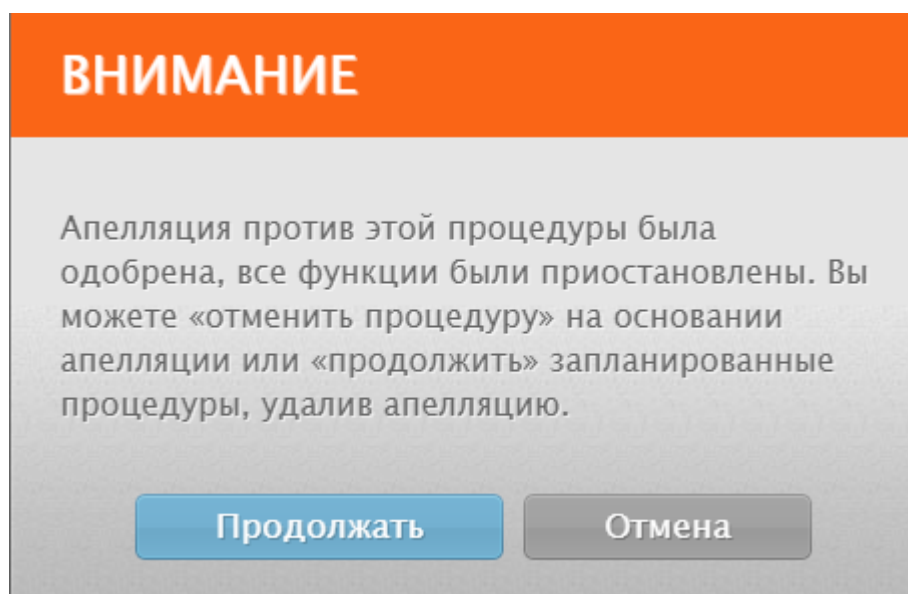 ВНИМАНИЕ
Апелляция против этой процедуры была
одобрена, все функции были приостановлены. Вы
можете «отменить процедуру» на основании
апелляции или «продолжить» запланированные
процедуры, удалив апелляцию.
Продолжать
Отмена